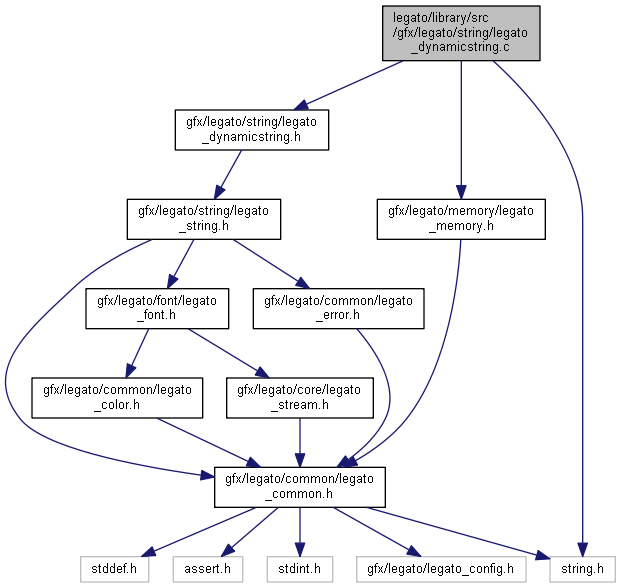 legato/library/src
/gfx/legato/string/legato
_dynamicstring.c
gfx/legato/string/legato
_dynamicstring.h
gfx/legato/string/legato
_string.h
gfx/legato/memory/legato
_memory.h
gfx/legato/font/legato
_font.h
gfx/legato/common/legato
_error.h
gfx/legato/common/legato
_color.h
gfx/legato/core/legato
_stream.h
gfx/legato/common/legato
_common.h
stddef.h
assert.h
stdint.h
gfx/legato/legato_config.h
string.h